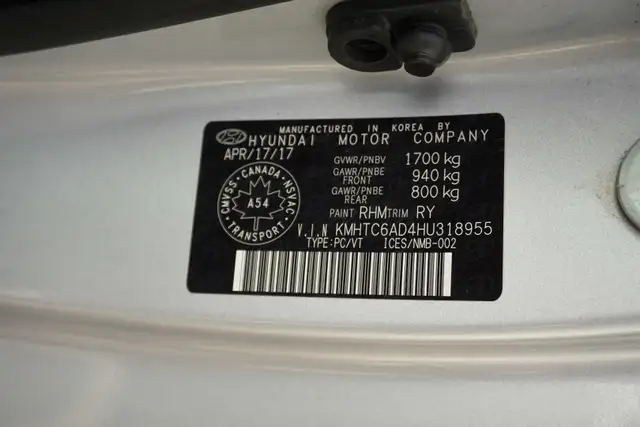 MANUFACTURED IN KOREA BY
HYUNDAI MOTOR COMPANY
APR/17/17
GVWR/PNBV 1700 kg
GAWR/PNBE FRONT 940 kg
GAWR/PNBE REAR 800 kg
CMVSS-CANADA-NSVAC
A54
TRANSPORT
PAINT RHM TRIM RY
V.I.N KMHTC6AD4HU318955
TYPE:PC/VT ICES/NMB-002